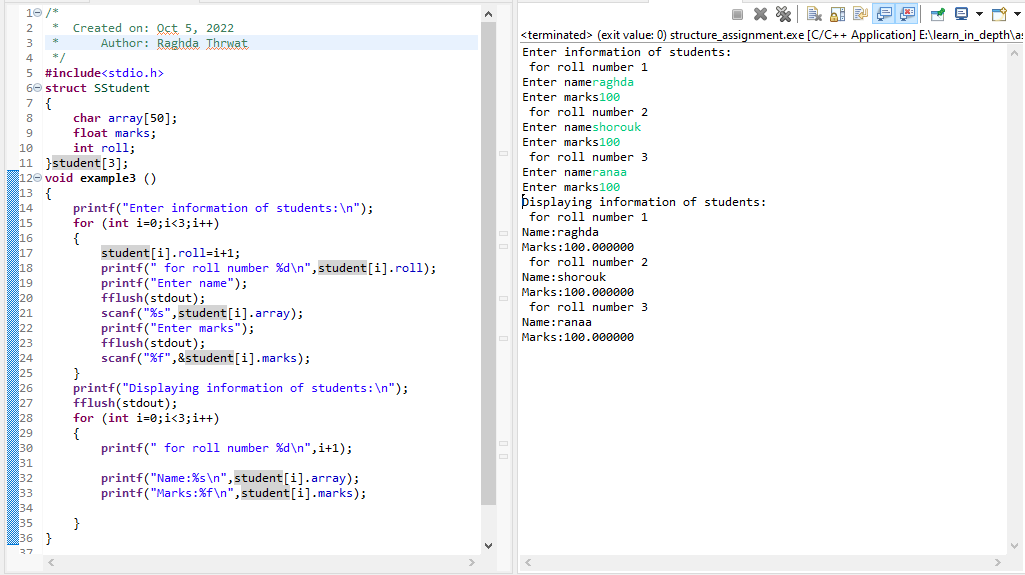 1 /*
2  *  Created on: Oct 5, 2022
3  *      Author: Raghda Thrwat
4  */
5 #include<stdio.h>
6 struct SStudent
7 {
8     char array[50];
9     float marks;
10     int roll;
11 }student[3];
12 void example3 ()
13 {
14     printf("Enter information of students:\n");
15     for (int i=0;i<3;i++)
16     {
17         student[i].roll=i+1;
18         printf(" for roll number %d\n",student[i].roll);
19         printf("Enter name");
20         fflush(stdout);
21         scanf("%s",student[i].array);
22         printf("Enter marks");
23         fflush(stdout);
24         scanf("%f",&student[i].marks);
25     }
26     printf("Displaying information of students:\n");
27     fflush(stdout);
28     for (int i=0;i<3;i++)
29     {
30         printf(" for roll number %d\n",i+1);
31
32         printf("Name:%s\n",student[i].array);
33         printf("Marks:%f\n",student[i].marks);
34
35     }
36 }
37
<terminated> (exit value: 0) structure_assignment.exe [C/C++ Application] E:\learn_in_depth\as
Enter information of students:
 for roll number 1
Enter nameraghda
Enter marks100
 for roll number 2
Enter nameshorouk
Enter marks100
 for roll number 3
Enter nameranaa
Enter marks100
Displaying information of students:
 for roll number 1
Name:raghda
Marks:100.000000
 for roll number 2
Name:shorouk
Marks:100.000000
 for roll number 3
Name:ranaa
Marks:100.000000